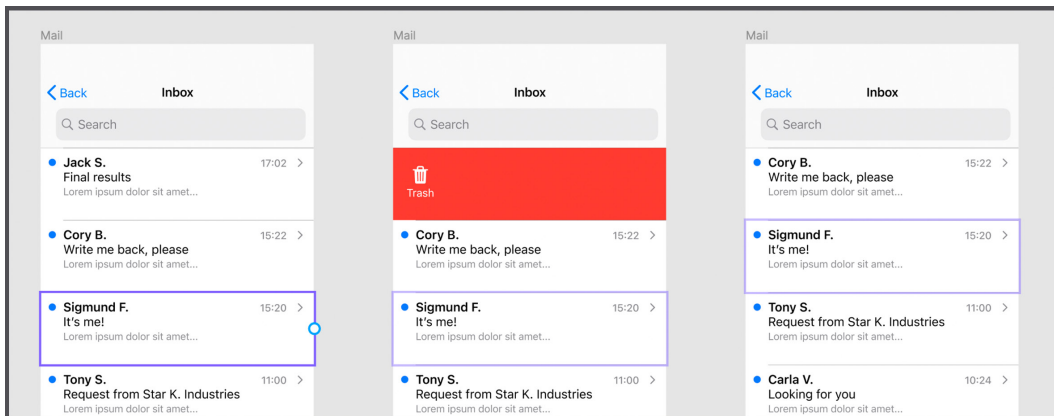 Mail
Back
Inbox
Search
Jack S.
17:02
Final results
Lorem ipsum dolor sit amet...
Cory B.
15:22
Write me back, please
Lorem ipsum dolor sit amet...
Sigmund F.
15:20
It's me!
Lorem ipsum dolor sit amet...
Tony S.
11:00
Request from Star K. Industries
Lorem ipsum dolor sit amet...
Mail
Back
Inbox
Search
Trash
Cory B.
15:22
Write me back, please
Lorem ipsum dolor sit amet...
Sigmund F.
15:20
It's me!
Lorem ipsum dolor sit amet...
Tony S.
11:00
Request from Star K. Industries
Lorem ipsum dolor sit amet...
Mail
Back
Inbox
Search
Cory B.
15:22
Write me back, please
Lorem ipsum dolor sit amet...
Sigmund F.
15:20
It's me!
Lorem ipsum dolor sit amet...
Tony S.
11:00
Request from Star K. Industries
Lorem ipsum dolor sit amet...
Carla V.
10:24
Looking for you
Lorem ipsum dolor sit amet...